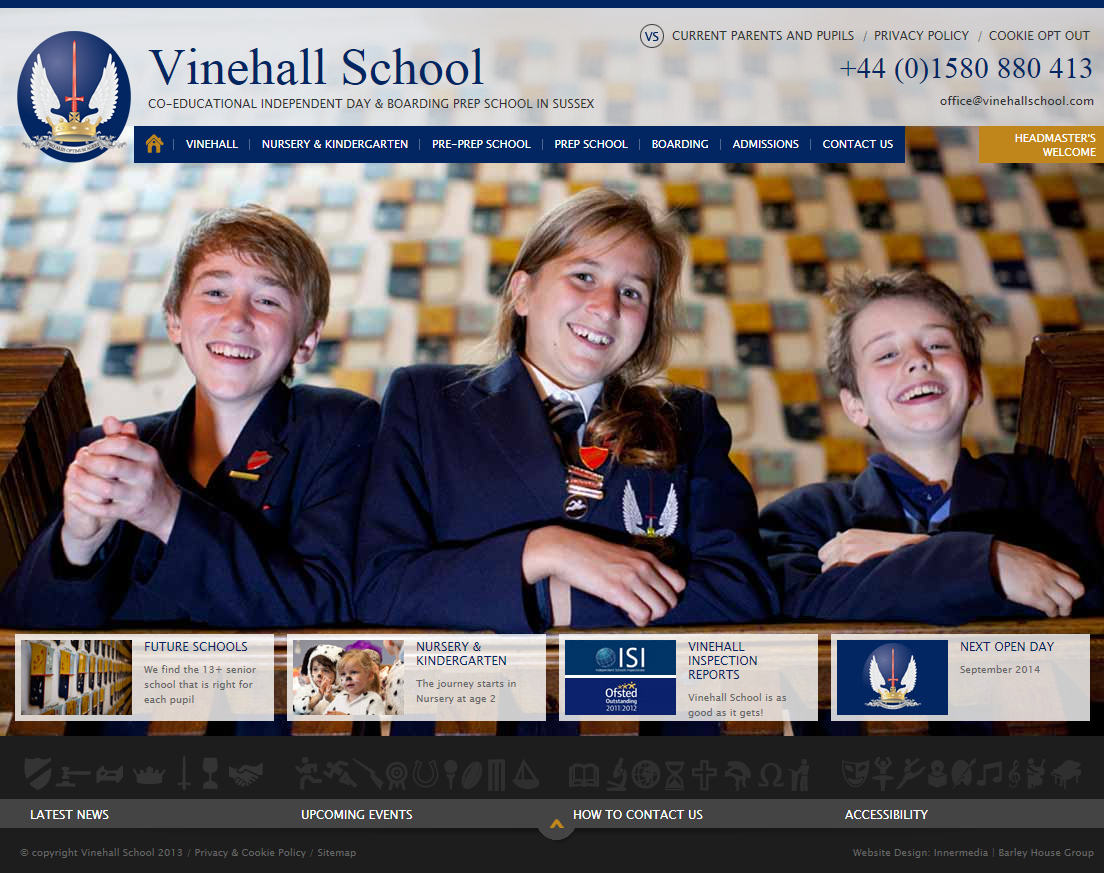 VS CURRENT PARENTS AND PUPILS / PRIVACY POLICY / COOKIE OPT OUT
Vinehall School
+44 (0)1580 880 413
CO-EDUCATIONAL INDEPENDENT DAY & BOARDING PREP SCHOOL IN SUSSEX
office@vinehallschool.com
VINEHALL | NURSERY & KINDERGARTEN | PRE-PREP SCHOOL | PREP SCHOOL | BOARDING | ADMISSIONS | CONTACT US
HEADMASTER'S
WELCOME
FUTURE SCHOOLS
We find the 13+ senior
school that is right for
each pupil
NURSERY &
KINDERGARTEN
The journey starts in
Nursery at age 2
ISI
Ofsted
Outstanding
2011|2012
VINEHALL
INSPECTION
REPORTS
Vinehall School is as
good as it gets!
NEXT OPEN DAY
September 2014
LATEST NEWS
UPCOMING EVENTS
HOW TO CONTACT US
ACCESSIBILITY
© copyright Vinehall School 2013 / Privacy & Cookie Policy / Sitemap
Website Design: Innermedia | Barley House Group